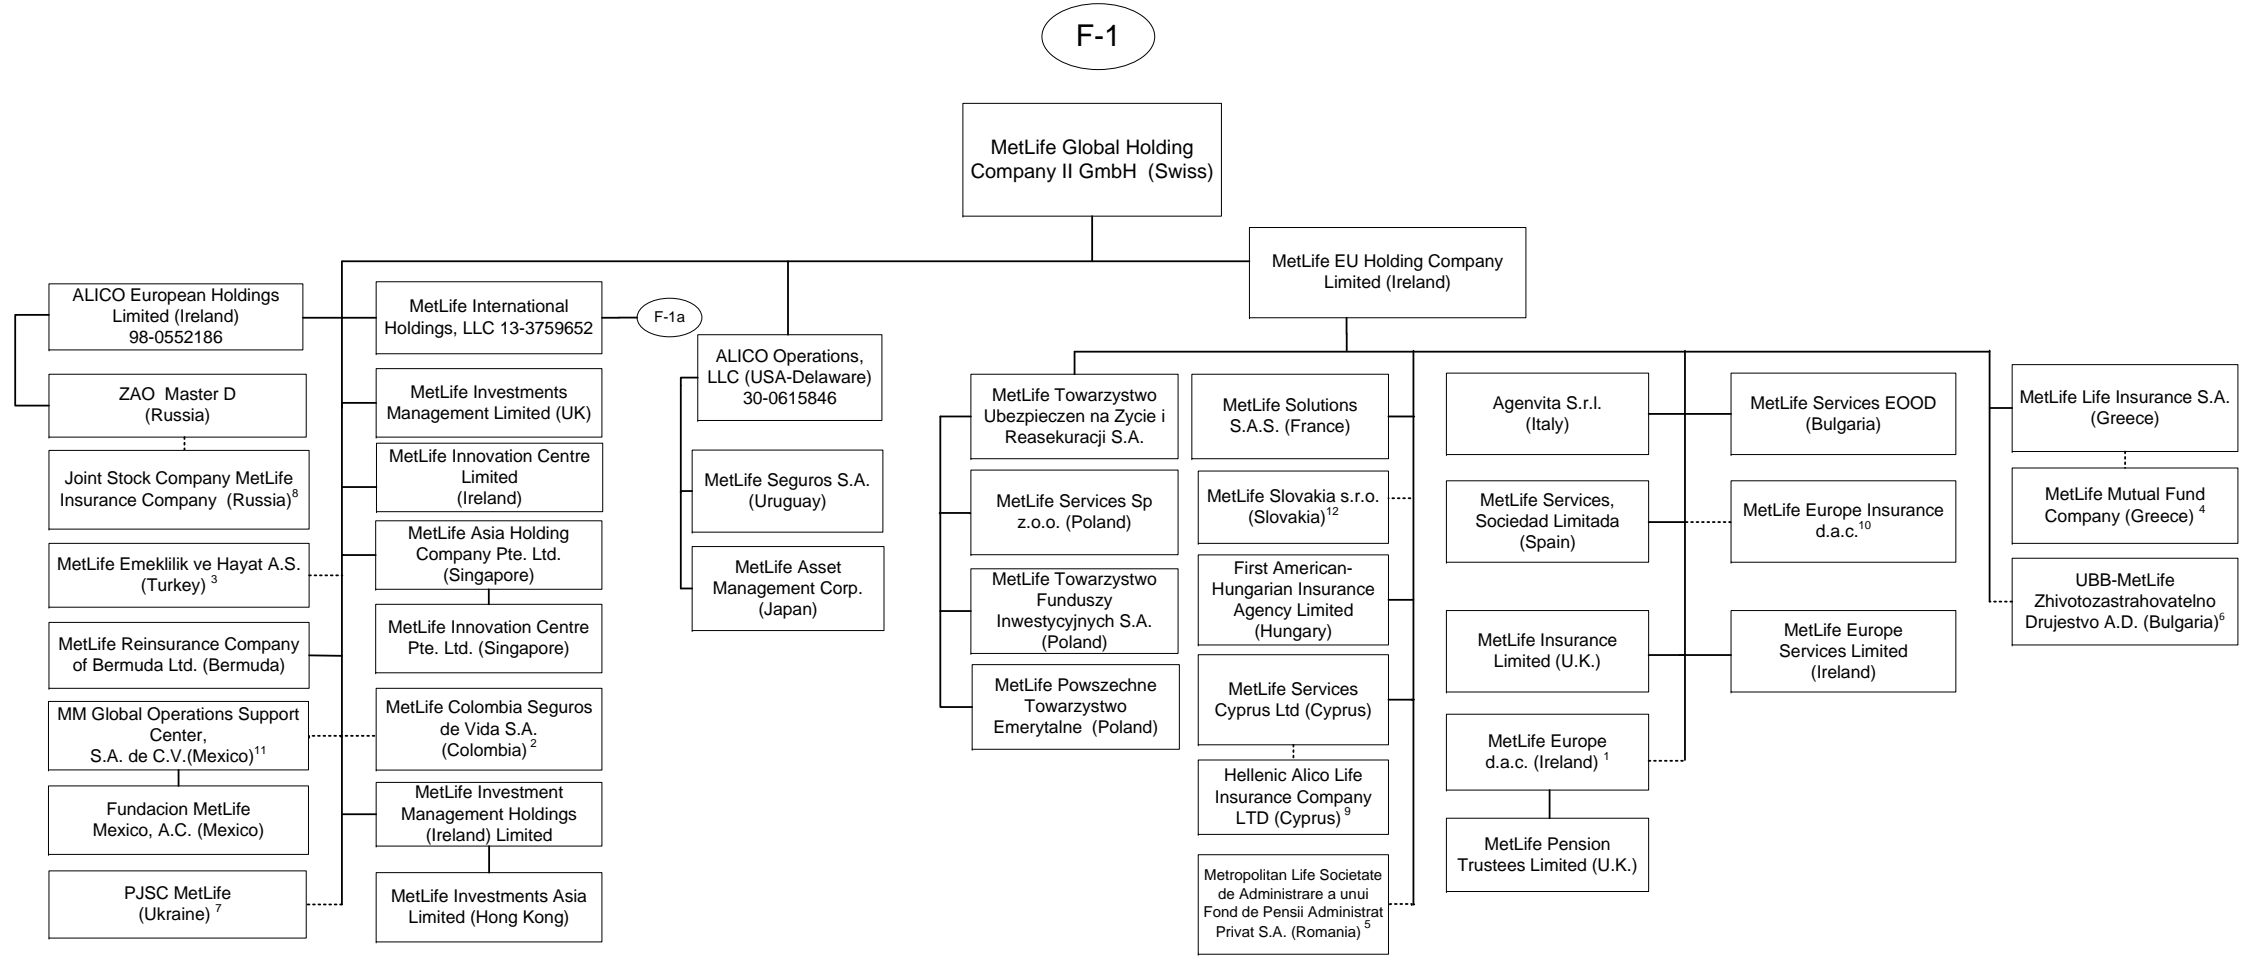 F-1
MetLife Global Holding
Company II GmbH (Swiss)
MetLife EU Holding Company
Limited (Ireland)
ALICO European Holdings
Limited (Ireland)
98-0552186
ZAO Master D
(Russia)
Joint Stock Company MetLife
Insurance Company (Russia)8
MetLife Emeklilik ve Hayat A.S.
(Turkey) 3
MetLife Reinsurance Company
of Bermuda Ltd. (Bermuda)
MM Global Operations Support
Center,
S.A. de C.V.(Mexico)11
Fundacion MetLife
Mexico, A.C. (Mexico)
PJSC MetLife
(Ukraine) 7
MetLife International
Holdings, LLC 13-3759652
F-1a
MetLife Investments
Management Limited (UK)
MetLife Innovation Centre
Limited
(Ireland)
MetLife Asia Holding
Company Pte. Ltd.
(Singapore)
MetLife Innovation Centre
Pte. Ltd. (Singapore)
MetLife Colombia Seguros
de Vida S.A.
(Colombia) 2
MetLife Investment
Management Holdings
(Ireland) Limited
MetLife Investments Asia
Limited (Hong Kong)
ALICO Operations,
LLC (USA-Delaware)
30-0615846
MetLife Seguros S.A.
(Uruguay)
MetLife Asset
Management Corp.
(Japan)
MetLife Towarzystwo
Ubezpieczen na Zycie i
Reasekuracji S.A.
MetLife Services Sp
z.o.o. (Poland)
MetLife Towarzystwo
Funduszy
Inwestycyjnych S.A.
(Poland)
MetLife Powszechne
Towarzystwo
Emerytalne (Poland)
MetLife Solutions
S.A.S. (France)
MetLife Slovakia s.r.o.
(Slovakia)12
First American-
Hungarian Insurance
Agency Limited
(Hungary)
MetLife Services
Cyprus Ltd (Cyprus)
Hellenic Alico Life
Insurance Company
LTD (Cyprus) 9
Metropolitan Life Societate
de Administrare a unui
Fond de Pensii Administrat
Privat S.A. (Romania) 5
Agenvita S.r.l.
(Italy)
MetLife Services,
Sociedad Limitada
(Spain)
MetLife Insurance
Limited (U.K.)
MetLife Europe
d.a.c. (Ireland) 1
MetLife Pension
Trustees Limited (U.K.)
MetLife Services EOOD
(Bulgaria)
MetLife Europe Insurance
d.a.c.10
MetLife Europe
Services Limited
(Ireland)
MetLife Life Insurance S.A.
(Greece)
MetLife Mutual Fund
Company (Greece) 4
UBB-MetLife
Zhivotozastrahovatelno
Drujestvo A.D. (Bulgaria)6